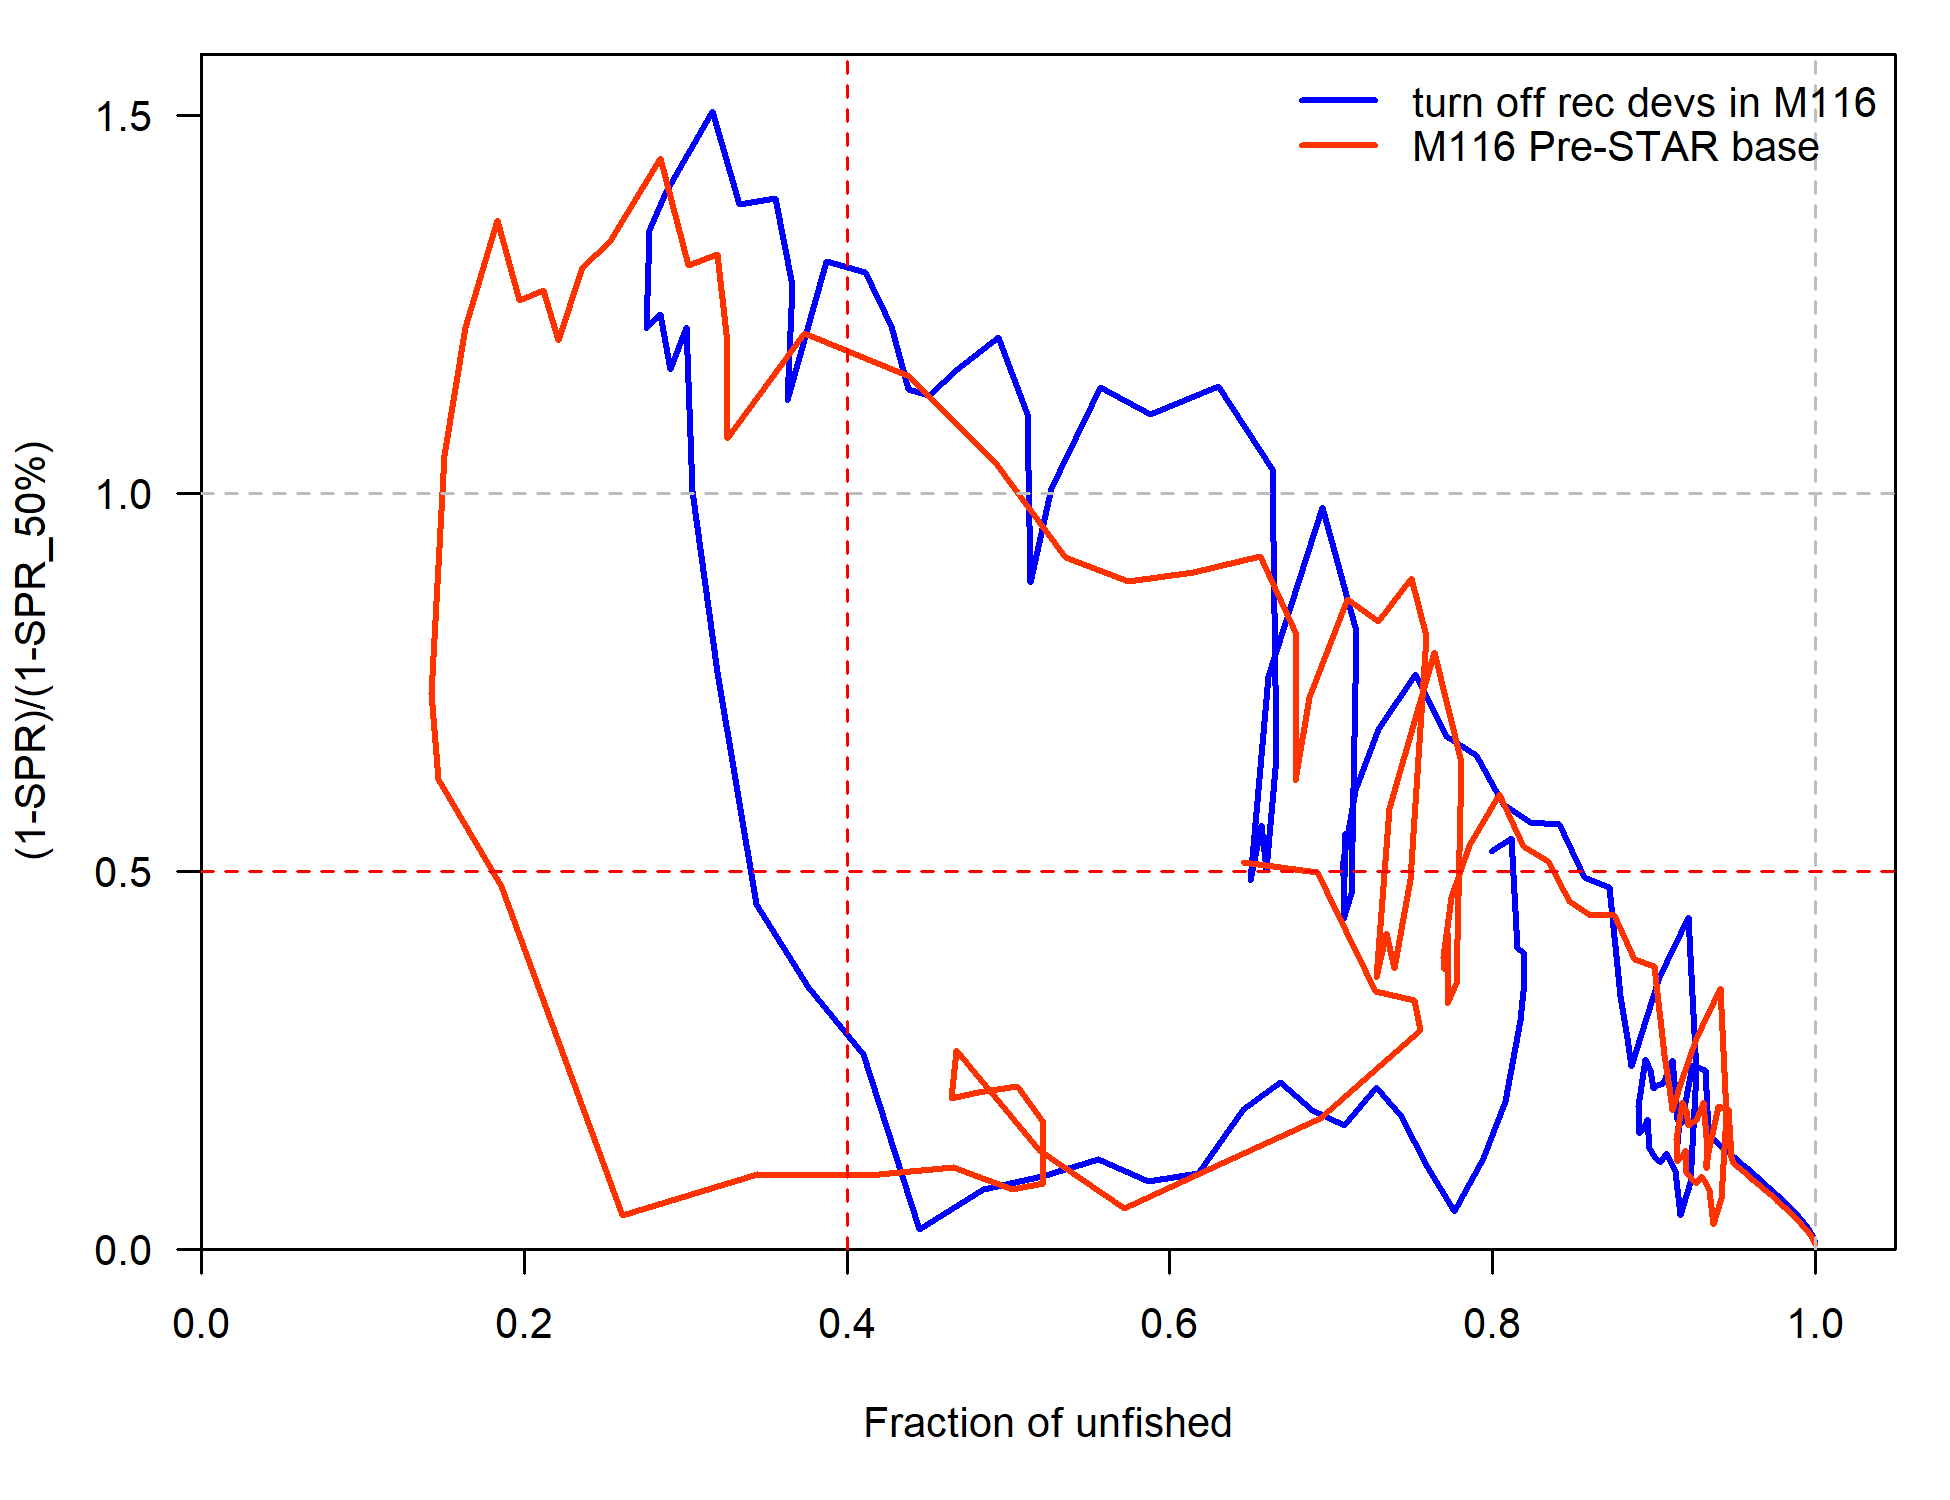 turn off rec devs in M116
M116 Pre-STAR base
(1-SPR)/(1-SPR_50%)
1.5
1.0
0.5
0.0
0.0 0.2 0.4 0.6 0.8 1.0
Fraction of unfished